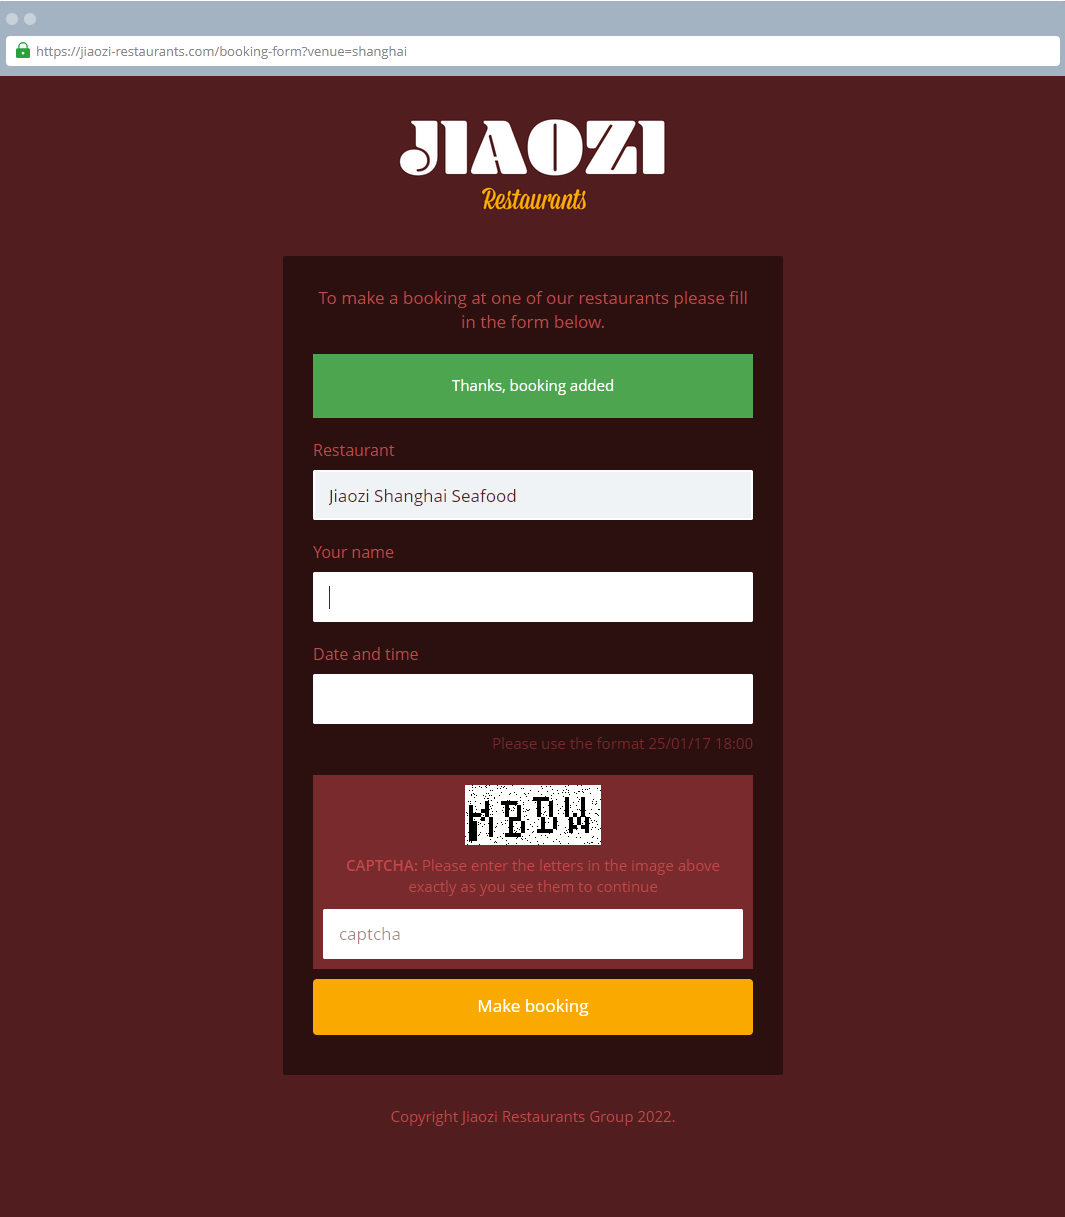 https://jiaozi-restaurants.com/booking-form?venue=shanghai
JIAOZI
Restaurants
To make a booking at one of our restaurants please fill
in the form below.
Thanks, booking added
Restaurant
Jiaozi Shanghai Seafood
Your name
Date and time
Please use the format 25/01/17 18:00
MBDW
CAPTCHA: Please enter the letters in the image above
exactly as you see them to continue
captcha
Make booking
Copyright Jiaozi Restaurants Group 2022.